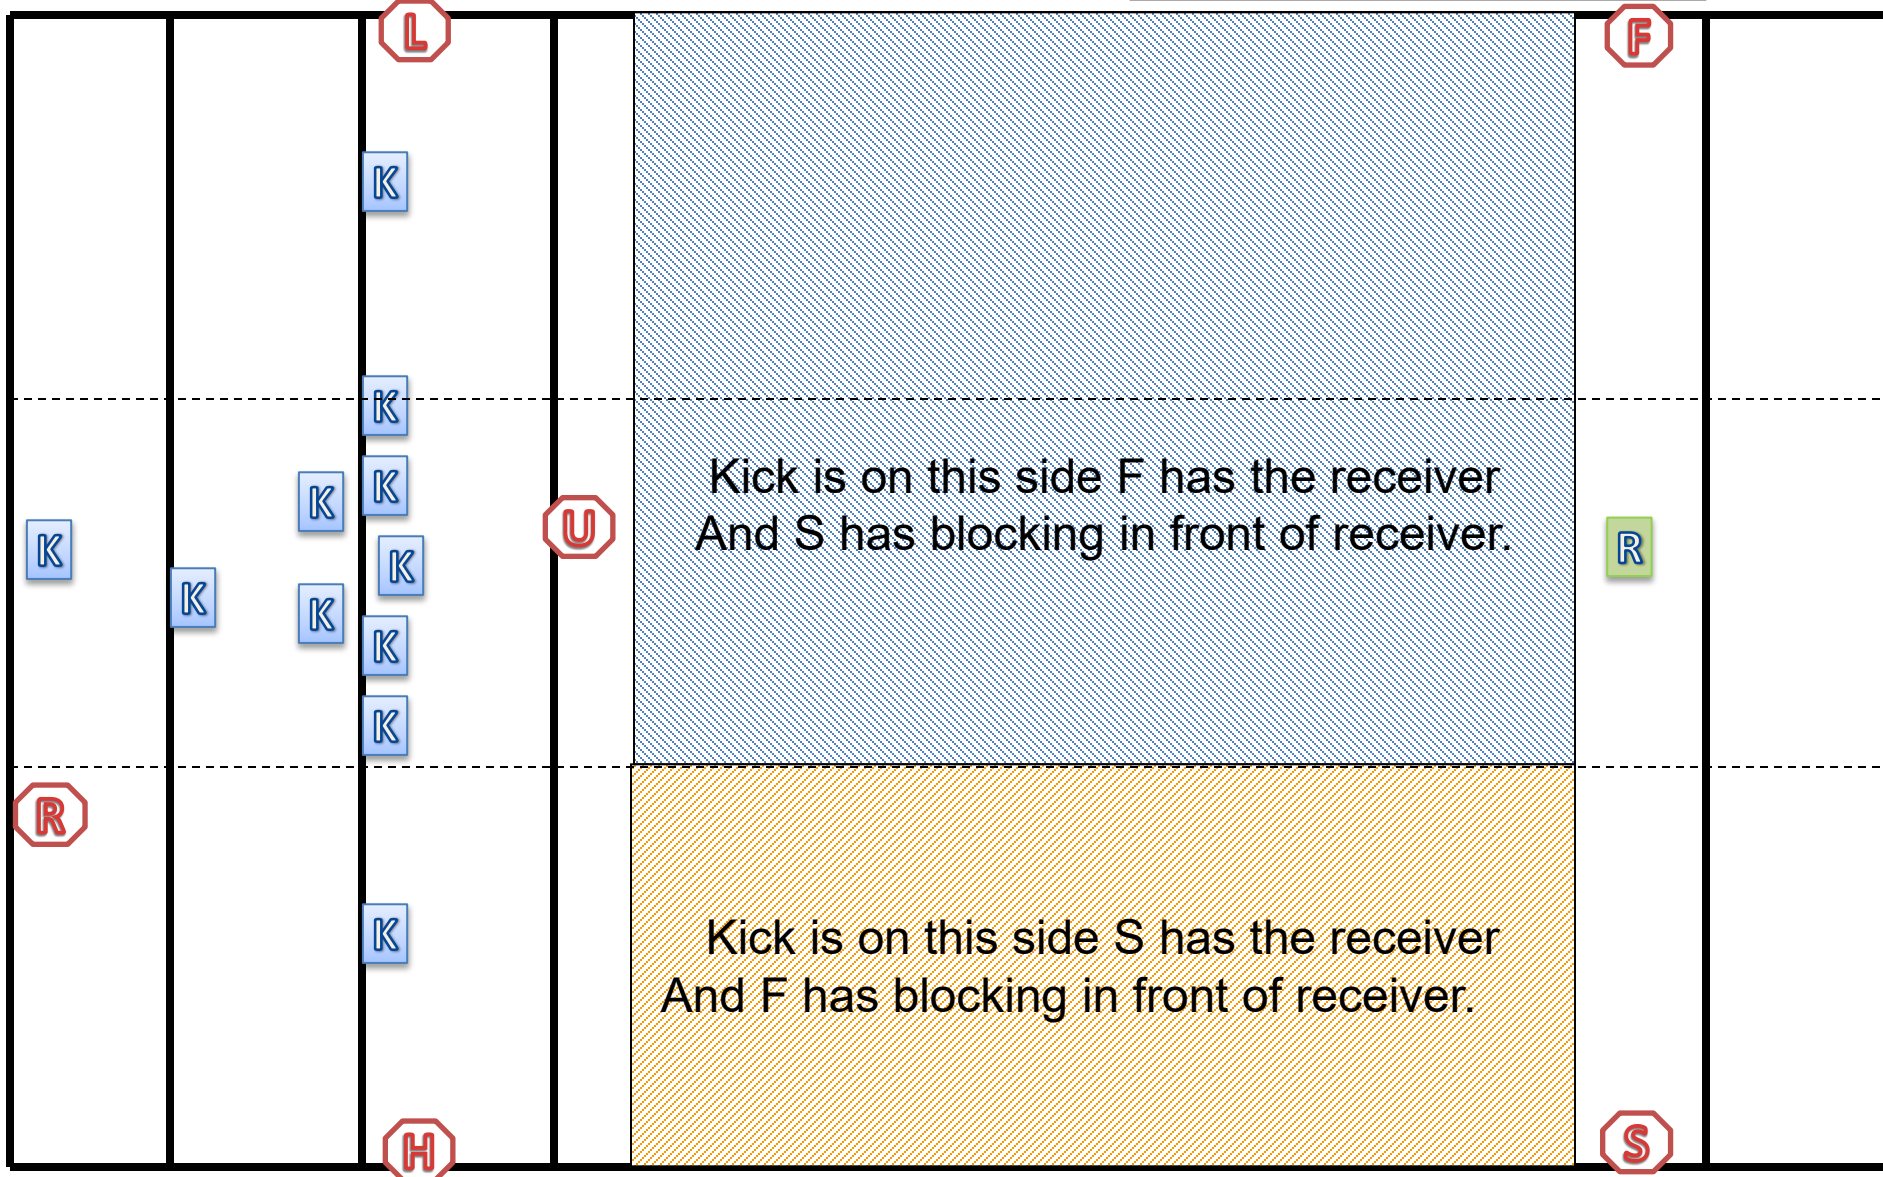 L
F
K
K
K
K
Kick is on this side F has the receiver
And S has blocking in front of receiver.
U
K
R
K
K
K
K
K
R
K
Kick is on this side S has the receiver
And F has blocking in front of receiver.
H
S